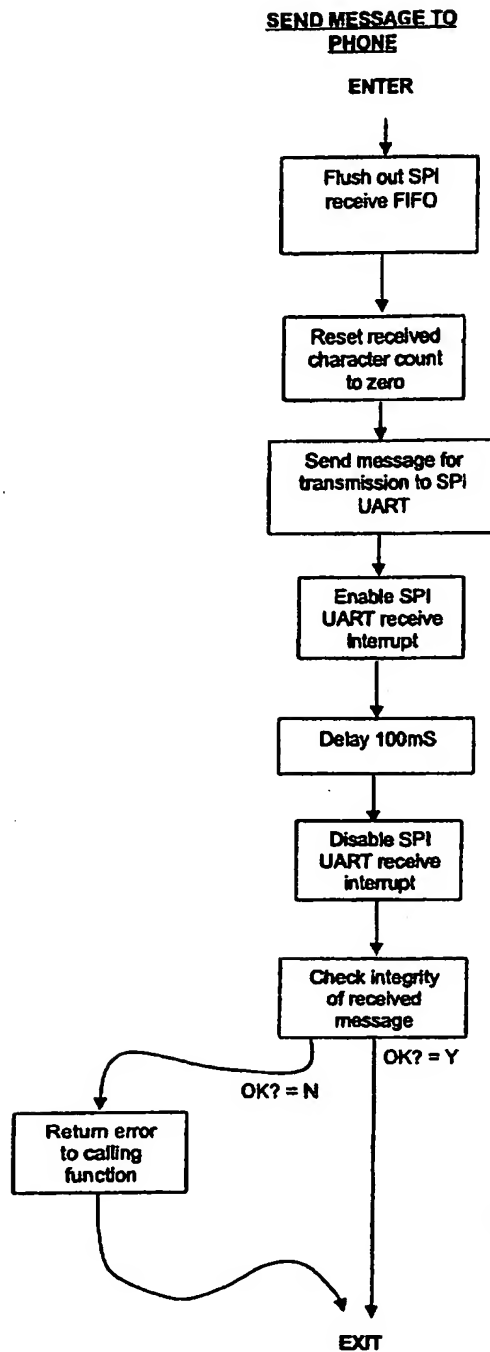 SEND MESSAGE TO
PHONE
ENTER
Flush out SPI
receive FIFO
Reset received
character count
to zero
Send message for
transmission to SPI
UART
Enable SPI
UART receive
Interrupt
Delay 100mS
Disable SPI
UART receive
interrupt
Check integrity
of received
message
OK? = Y
OK? = N
Return error
to calling
function
EXIT